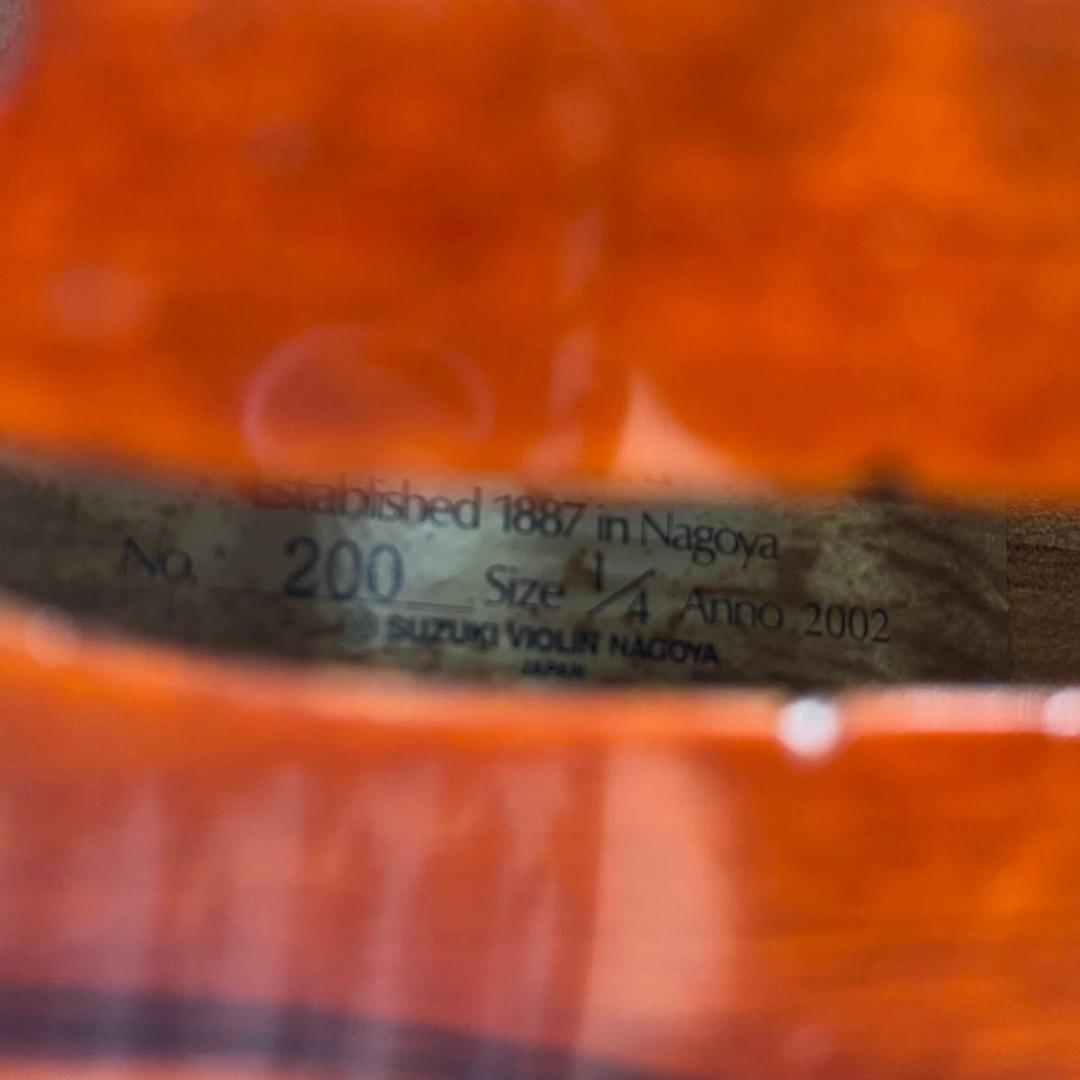 Established 1887 in Nagoya
No. 200 Size 1/4 Anno 2002
SUZUKI VIOLIN NAGOYA
JAPAN